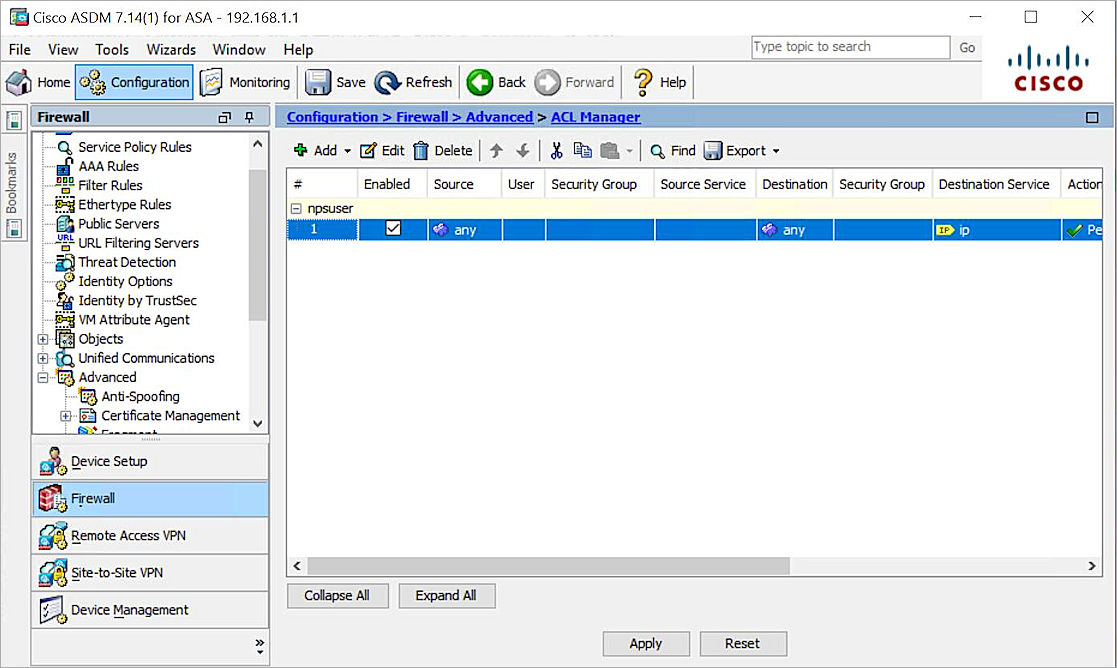 Cisco ASDM 7.14(1) for ASA - 192.168.1.1
File View Tools Wizards Window Help
Type topic to search Go
Home Configuration Monitoring Save Refresh Back Forward Help
CISCO
Bookmarks
Firewall
Service Policy Rules
AAA Rules
Filter Rules
Ethertype Rules
Public Servers
URL Filtering Servers
Threat Detection
Identity Options
Identity by TrustSec
VM Attribute Agent
Objects
Unified Communications
Advanced
Anti-Spoofing
Certificate Management
Device Setup
Firewall
Remote Access VPN
Site-to-Site VPN
Device Management
Configuration > Firewall > Advanced > ACL Manager
Add Edit Delete Find Export
# Enabled Source User Security Group Source Service Destination Security Group Destination Service Action
npsuser
1 any any IP ip Pe
Collapse All Expand All
Apply Reset